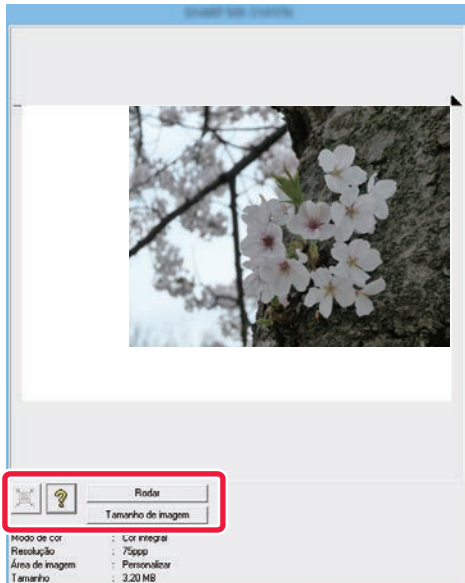 ?
Rodar
Tamanho de imagem
Modo de cor : Cor integral
Resolução : 75ppp
Área de imagem : Personalizar
Tamanho : 3.20 MB